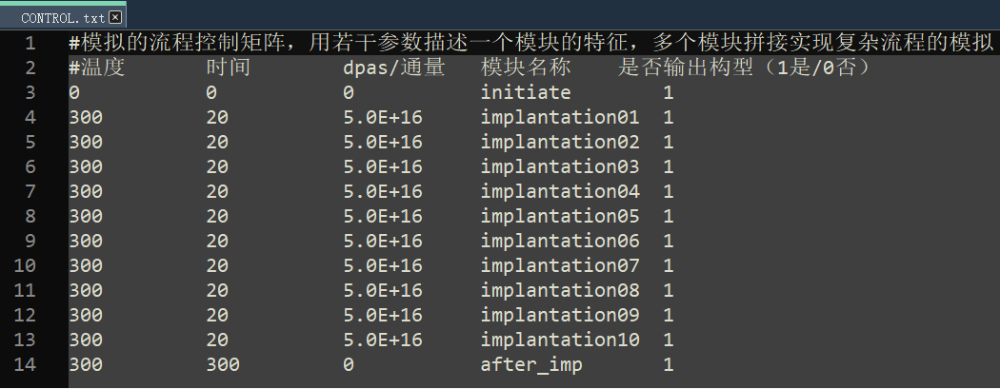 CONTROL.txt
1 #模拟的流程控制矩阵，用若干参数描述一个模块的特征，多个模块拼接实现复杂流程的模拟
2 #温度 时间 dpas/通量 模块名称 是否输出构型（1是/0否）
3 0 0 0 initiate 1
4 300 20 5.0E+16 implantation01 1
5 300 20 5.0E+16 implantation02 1
6 300 20 5.0E+16 implantation03 1
7 300 20 5.0E+16 implantation04 1
8 300 20 5.0E+16 implantation05 1
9 300 20 5.0E+16 implantation06 1
10 300 20 5.0E+16 implantation07 1
11 300 20 5.0E+16 implantation08 1
12 300 20 5.0E+16 implantation09 1
13 300 20 5.0E+16 implantation10 1
14 300 300 0 after_imp 1